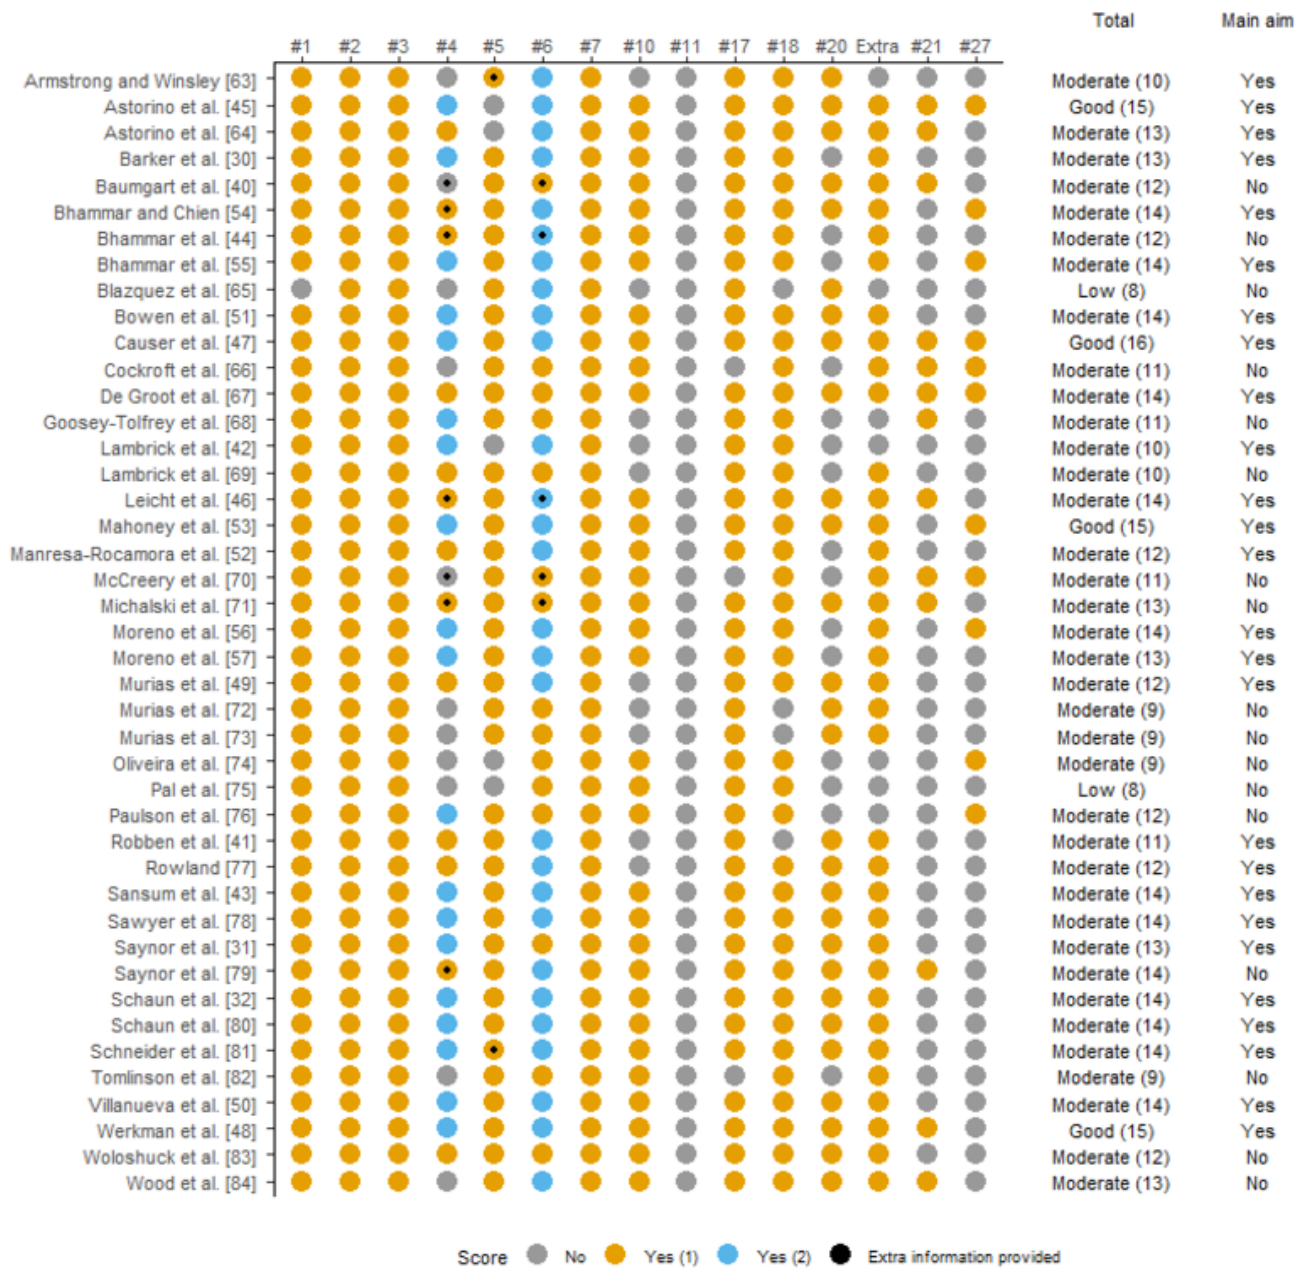 Total Main aim
#1 #2 #3 #4 #5 #6 #7 #10 #11 #17 #18 #20 Extra #21 #27
Armstrong and Winsley [63] Moderate (10) Yes
Astorino et al. [45] Good (15) Yes
Astorino et al. [64] Moderate (13) Yes
Barker et al. [30] Moderate (13) Yes
Baumgart et al. [40] Moderate (12) No
Bhammar and Chien [54] Moderate (14) Yes
Bhammar et al. [44] Moderate (12) No
Bhammar et al. [55] Moderate (14) Yes
Blazquez et al. [65] Low (8) No
Bowen et al. [51] Moderate (14) Yes
Causer et al. [47] Good (16) Yes
Cockroft et al. [66] Moderate (11) No
De Groot et al. [67] Moderate (14) Yes
Goosey-Tolfrey et al. [68] Moderate (11) No
Lambrick et al. [42] Moderate (10) Yes
Lambrick et al. [69] Moderate (10) No
Leicht et al. [46] Moderate (14) Yes
Mahoney et al. [53] Good (15) Yes
Manresa-Rocamora et al. [52] Moderate (12) Yes
McCreery et al. [70] Moderate (11) No
Michalski et al. [71] Moderate (13) No
Moreno et al. [56] Moderate (14) Yes
Moreno et al. [57] Moderate (13) Yes
Murias et al. [49] Moderate (12) Yes
Murias et al. [72] Moderate (9) No
Murias et al. [73] Moderate (9) No
Oliveira et al. [74] Moderate (9) No
Pal et al. [75] Low (8) No
Paulson et al. [76] Moderate (12) No
Robben et al. [41] Moderate (11) Yes
Rowland [77] Moderate (12) Yes
Sansum et al. [43] Moderate (14) Yes
Sawyer et al. [78] Moderate (14) Yes
Saynor et al. [31] Moderate (13) Yes
Saynor et al. [79] Moderate (14) No
Schaun et al. [32] Moderate (14) Yes
Schaun et al. [80] Moderate (14) Yes
Schneider et al. [81] Moderate (14) Yes
Tomlinson et al. [82] Moderate (9) No
Villanueva et al. [50] Moderate (14) Yes
Werkman et al. [48] Good (15) Yes
Woloshuck et al. [83] Moderate (12) No
Wood et al. [84] Moderate (13) No
Score No Yes (1) Yes (2) Extra information provided